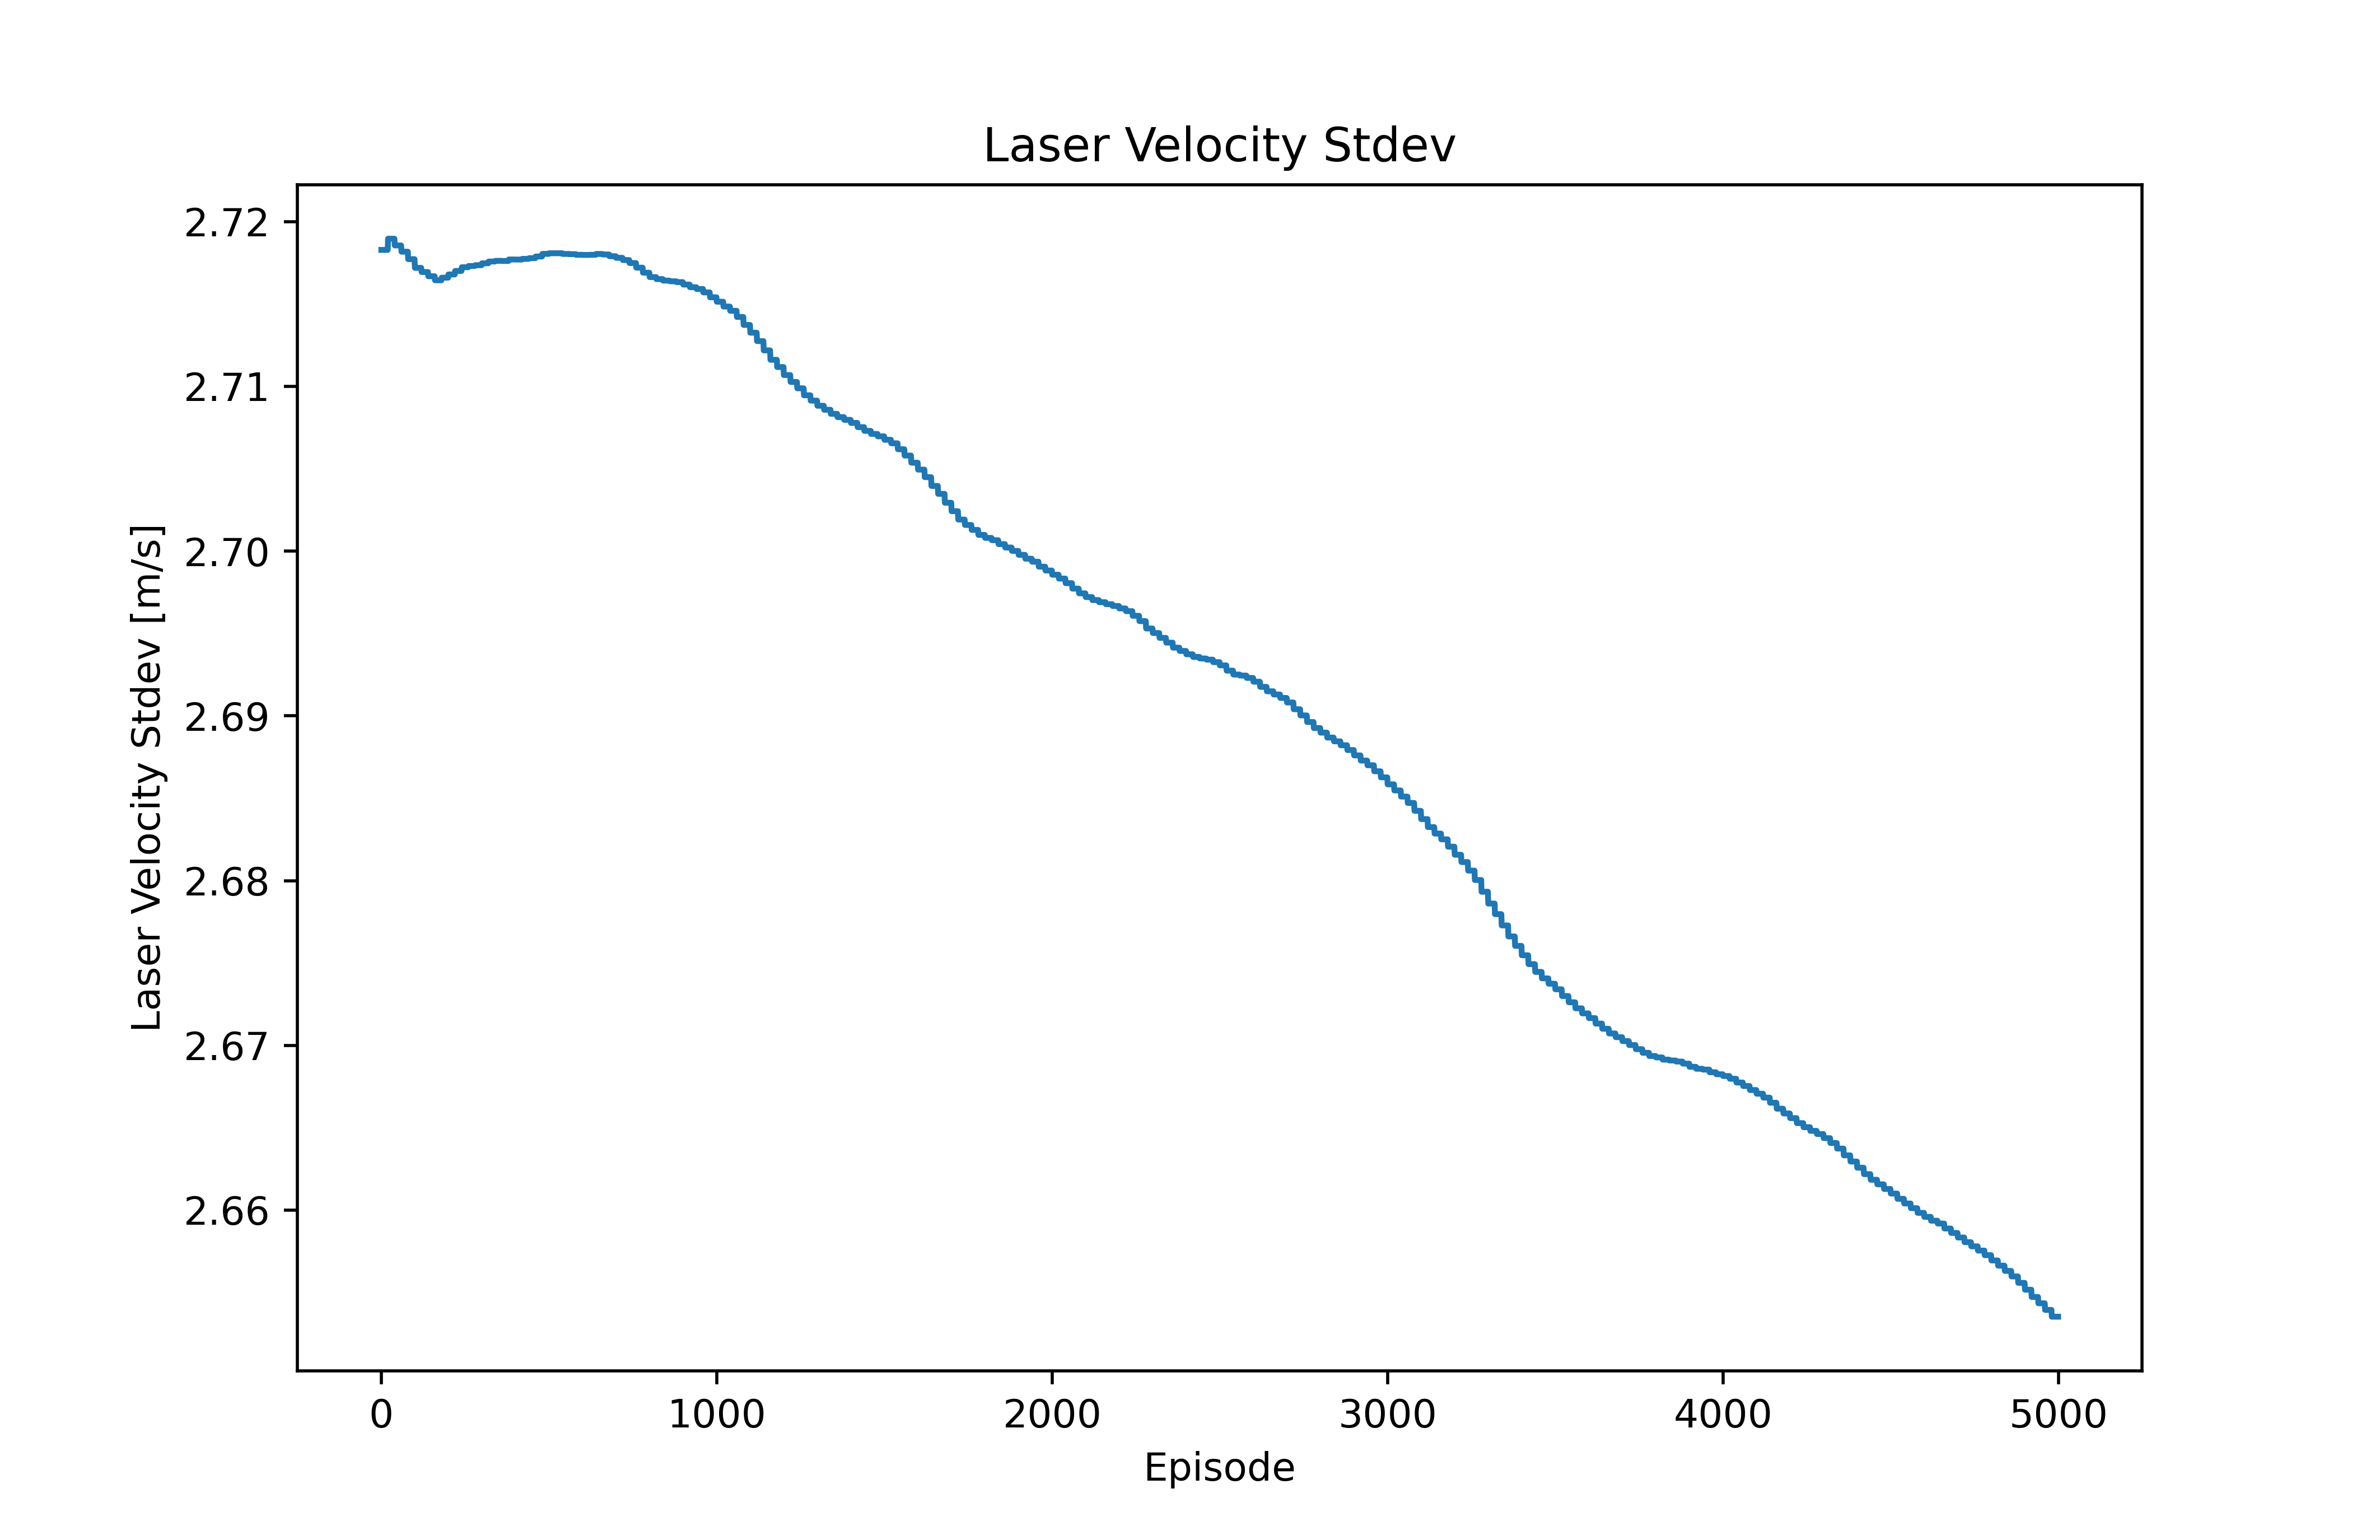 Laser Velocity Stdev
Laser Velocity Stdev [m/s]
2.72
2.71
2.70
2.69
2.68
2.67
2.66
0 1000 2000 3000 4000 5000
Episode